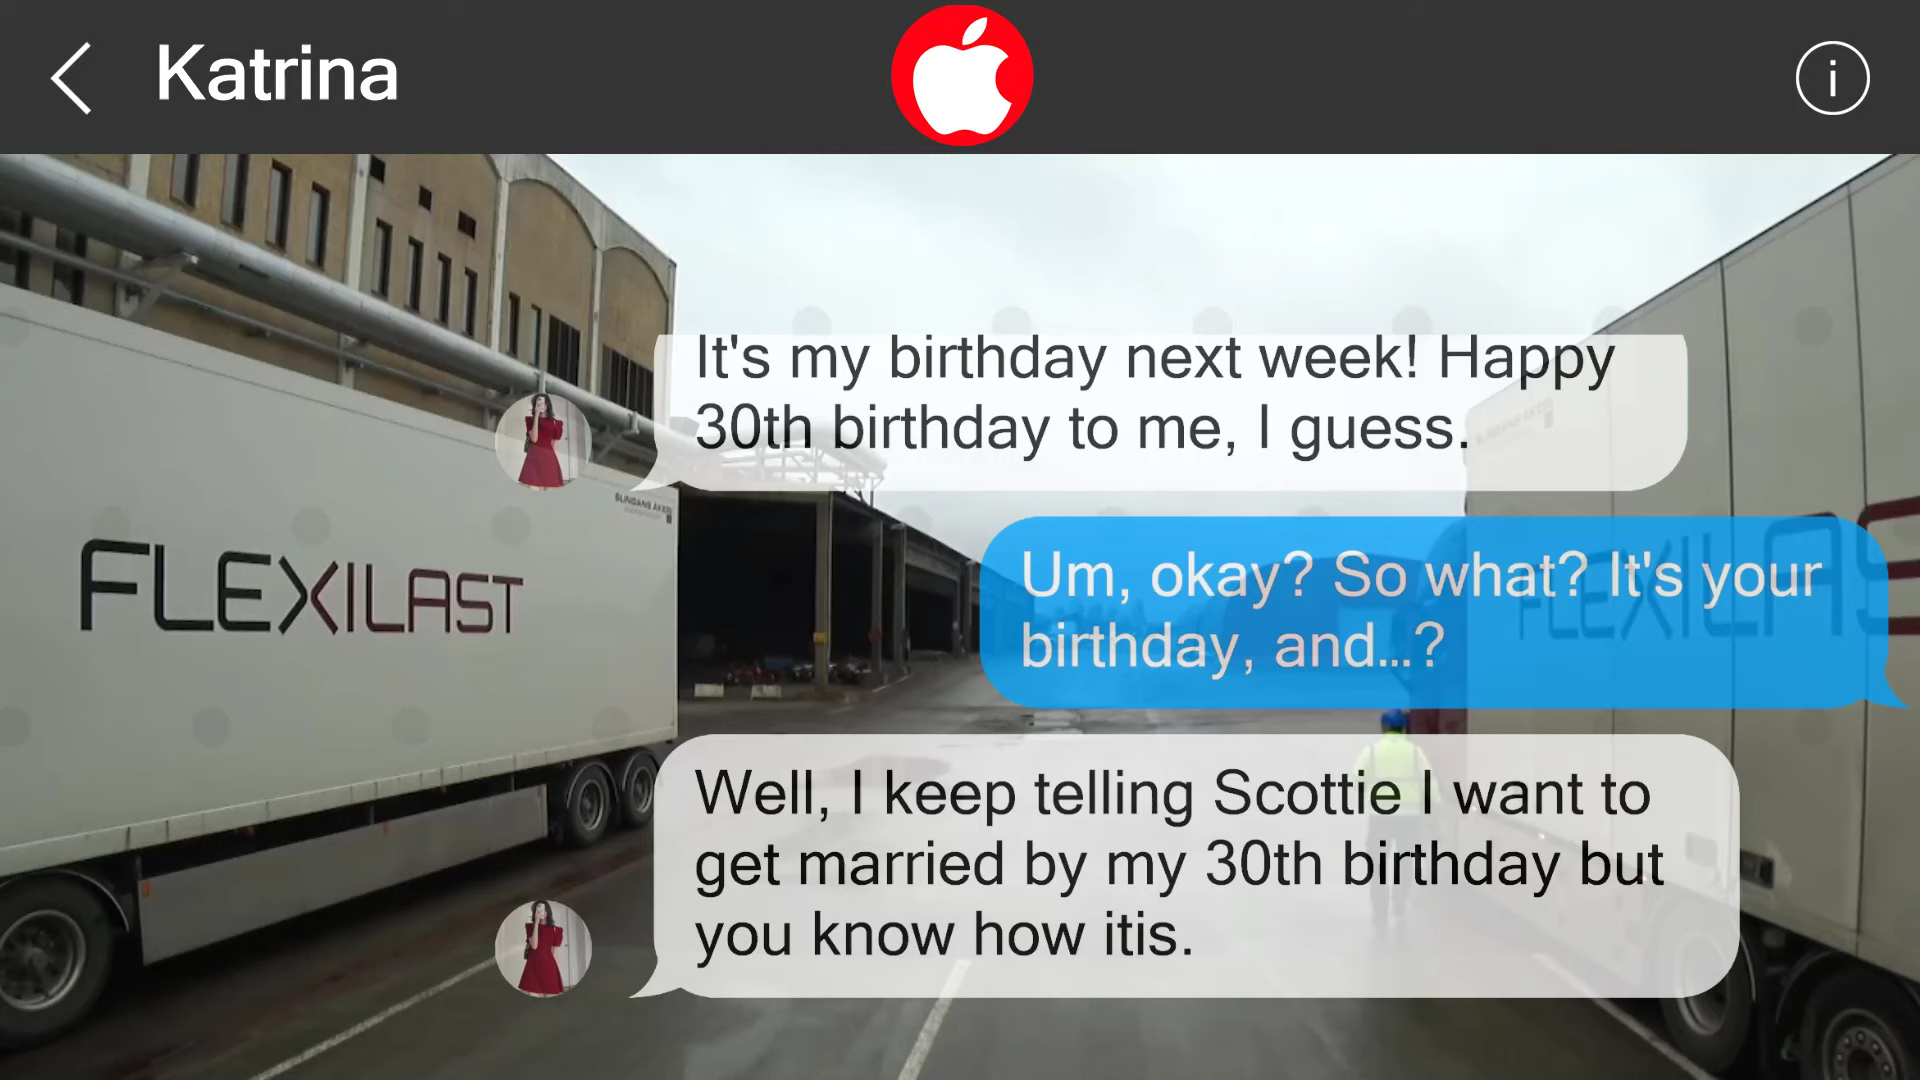 Katrina
i
It's my birthday next week! Happy
30th birthday to me, I guess.
Um, okay? So what? It's your
birthday, and...?
Well, I keep telling Scottie I want to
get married by my 30th birthday but
you know how itis.
FLEXILAST
FLEXILAS